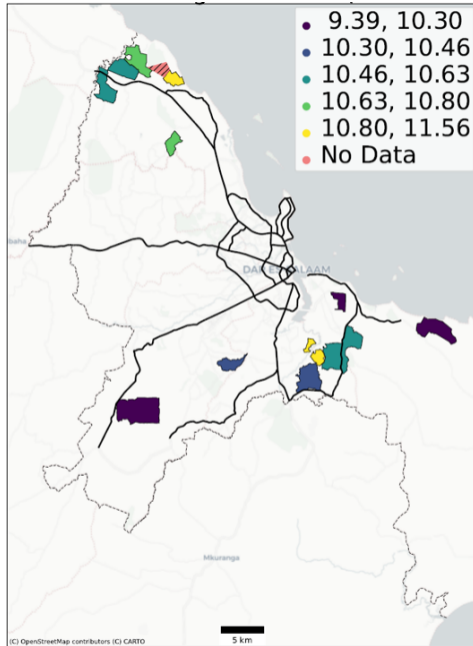 9.39, 10.30
10.30, 10.46
10.46, 10.63
10.63, 10.80
10.80, 11.56
No Data
DAR ES SALAAM
Mkuranga
5 km
(C) OpenStreetMap contributors (C) CARTO